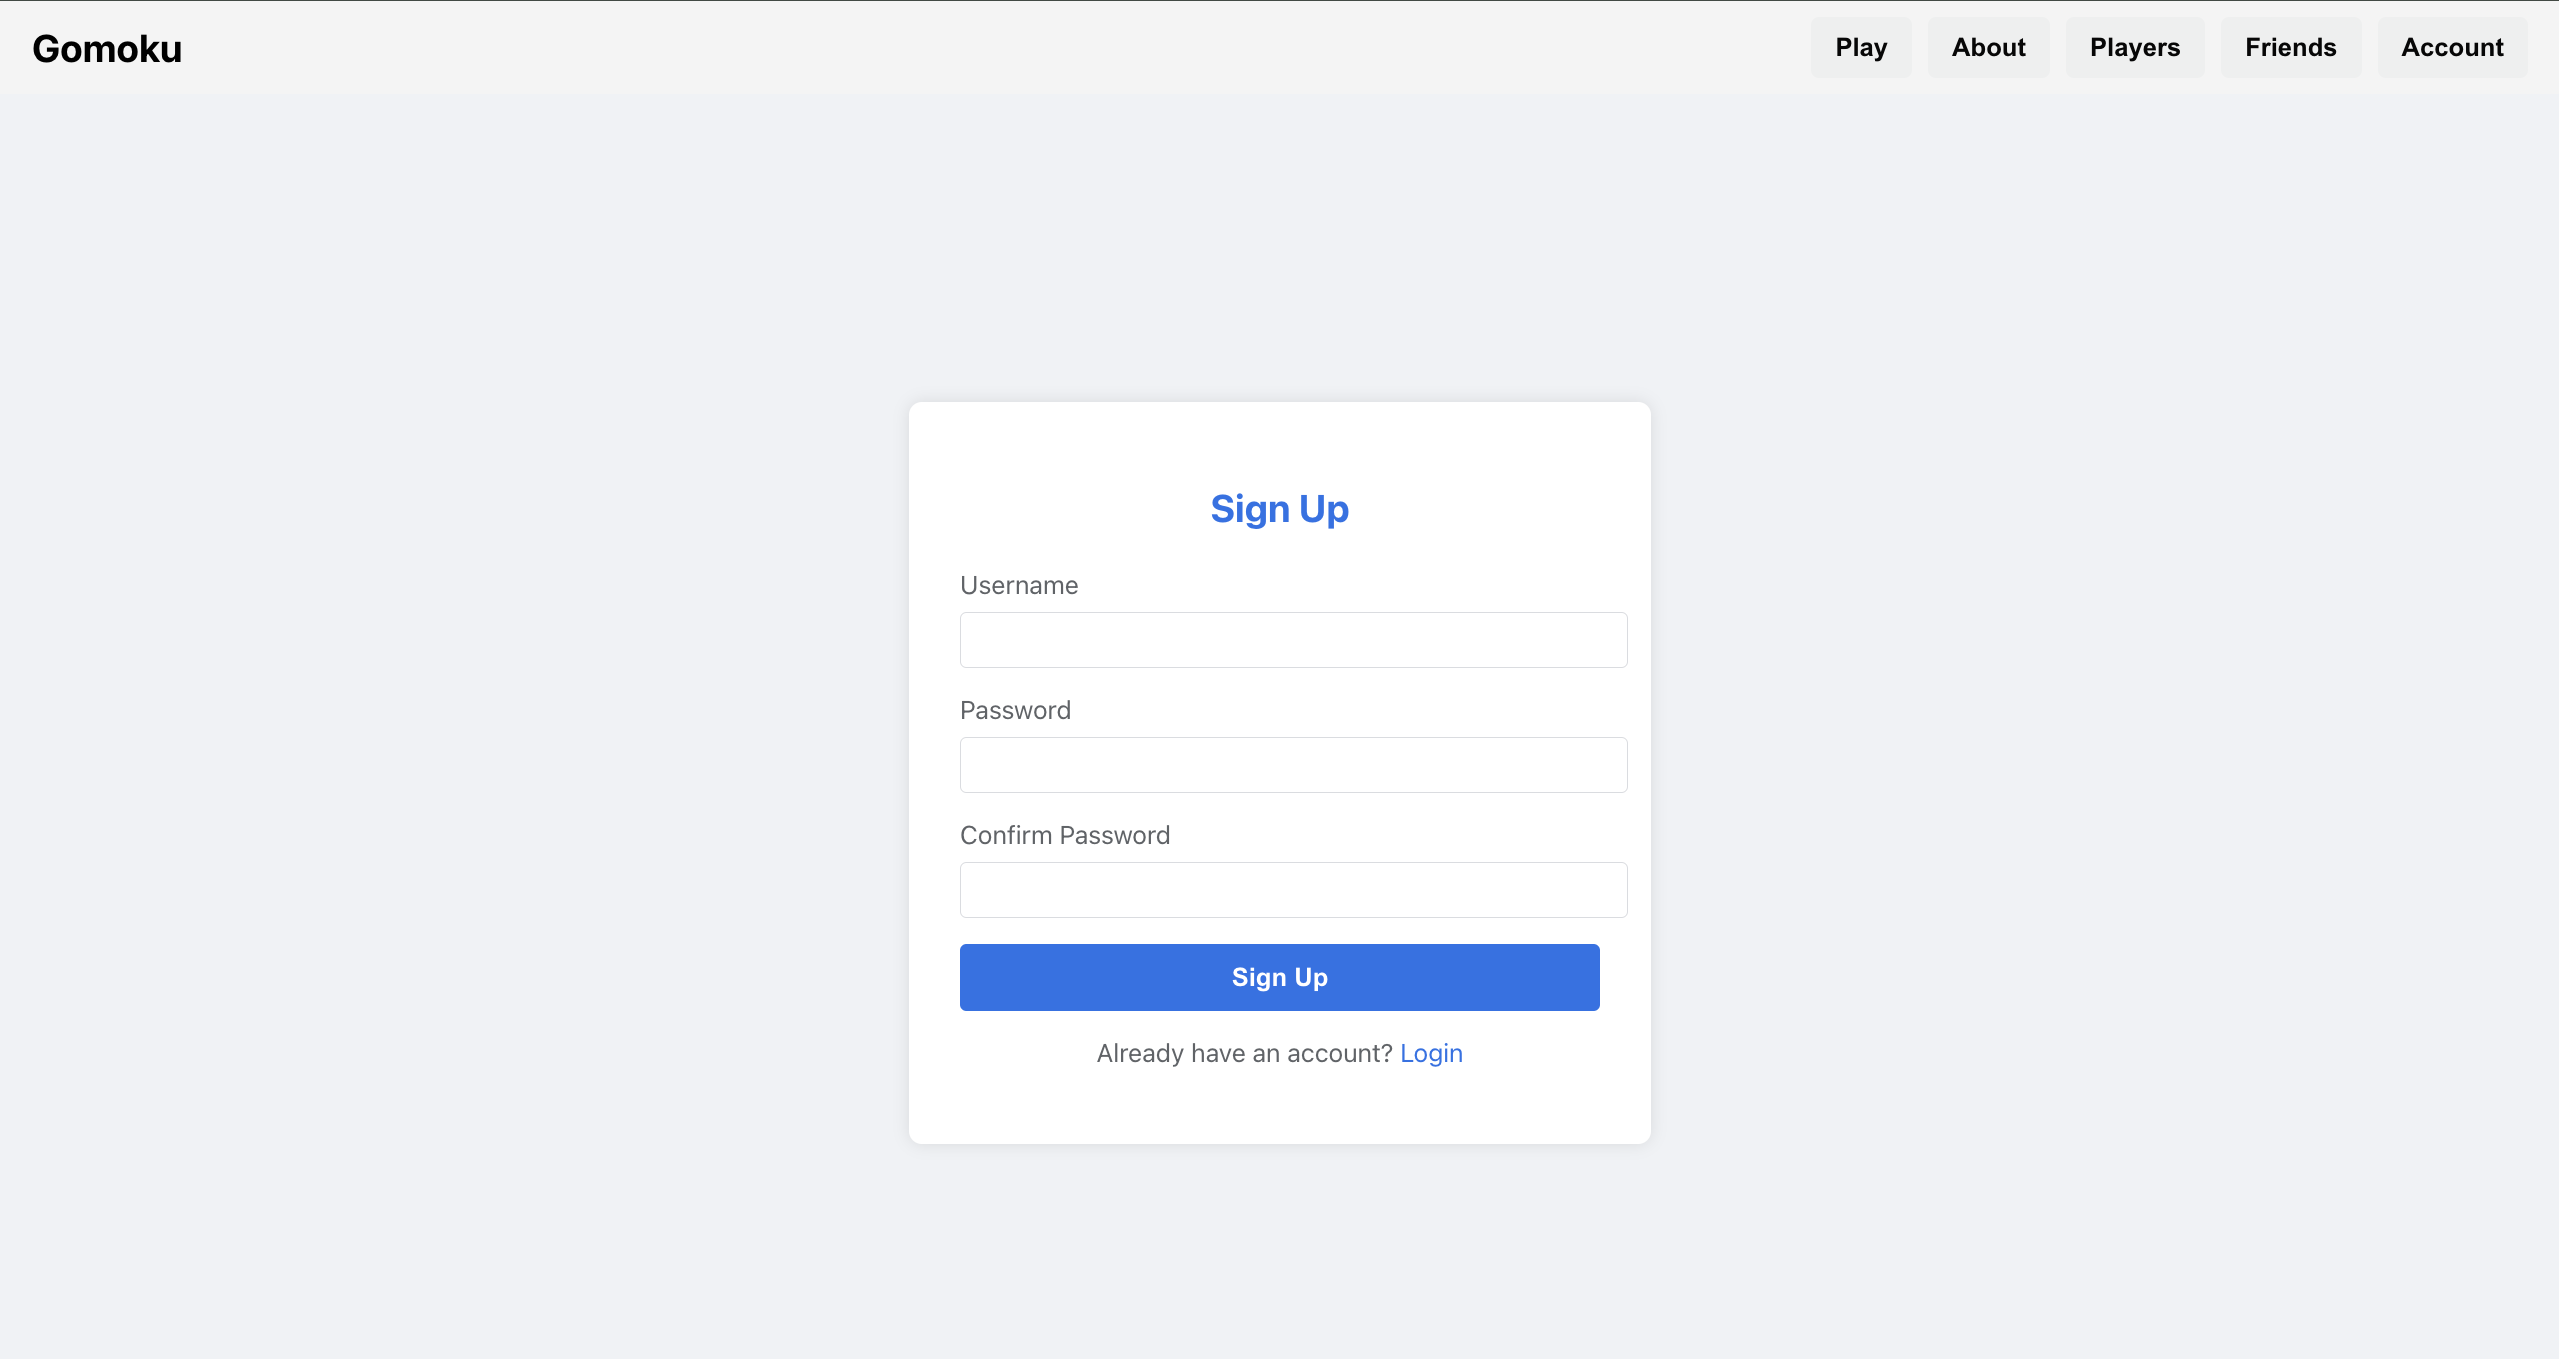 Gomoku
Play About Players Friends Account
Sign Up
Username
Password
Confirm Password
Sign Up
Already have an account? Login